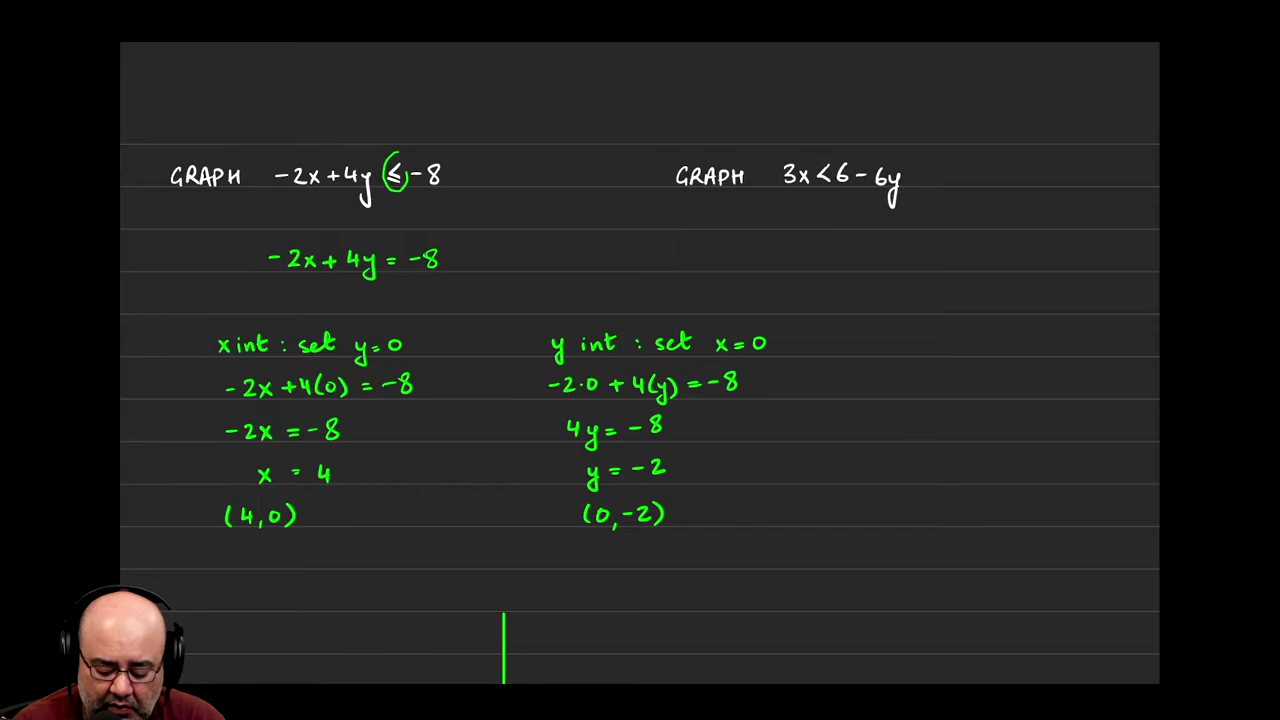 GRAPH -2x+4y ≤ -8
GRAPH 3x<6-6y
-2x+4y = -8
x int : set y=0
-2x+4(0) = -8
-2x = -8
x = 4
(4,0)
y int : set x=0
-2·0 + 4(y) = -8
4y = -8
y = -2
(0,-2)